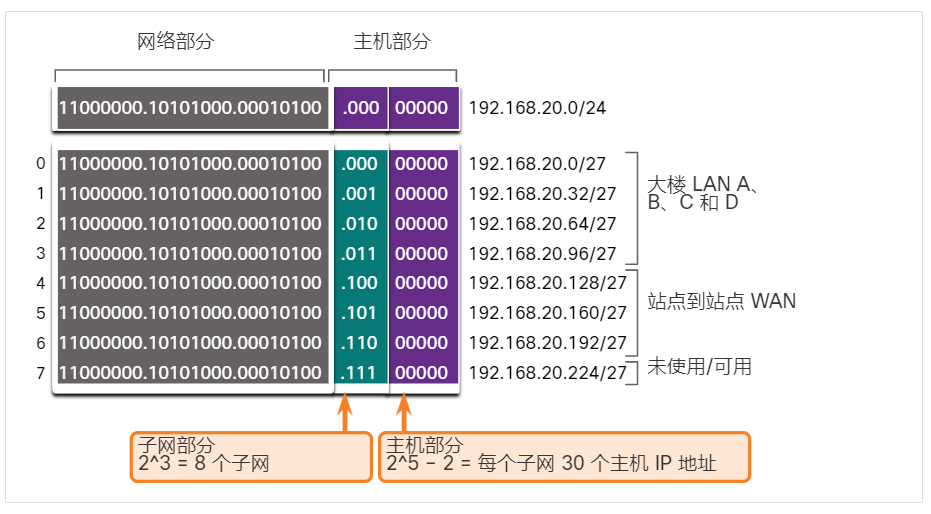 网络部分 主机部分
11000000.10101000.00010100 .000 00000 192.168.20.0/24
0 11000000.10101000.00010100 .000 00000 192.168.20.0/27
1 11000000.10101000.00010100 .001 00000 192.168.20.32/27
2 11000000.10101000.00010100 .010 00000 192.168.20.64/27
3 11000000.10101000.00010100 .011 00000 192.168.20.96/27
大楼 LAN A、
B、C 和 D
4 11000000.10101000.00010100 .100 00000 192.168.20.128/27
5 11000000.10101000.00010100 .101 00000 192.168.20.160/27
6 11000000.10101000.00010100 .110 00000 192.168.20.192/27
站点到站点 WAN
7 11000000.10101000.00010100 .111 00000 192.168.20.224/27
未使用/可用
子网部分
2^3 = 8 个子网
主机部分
2^5 − 2 = 每个子网 30 个主机 IP 地址